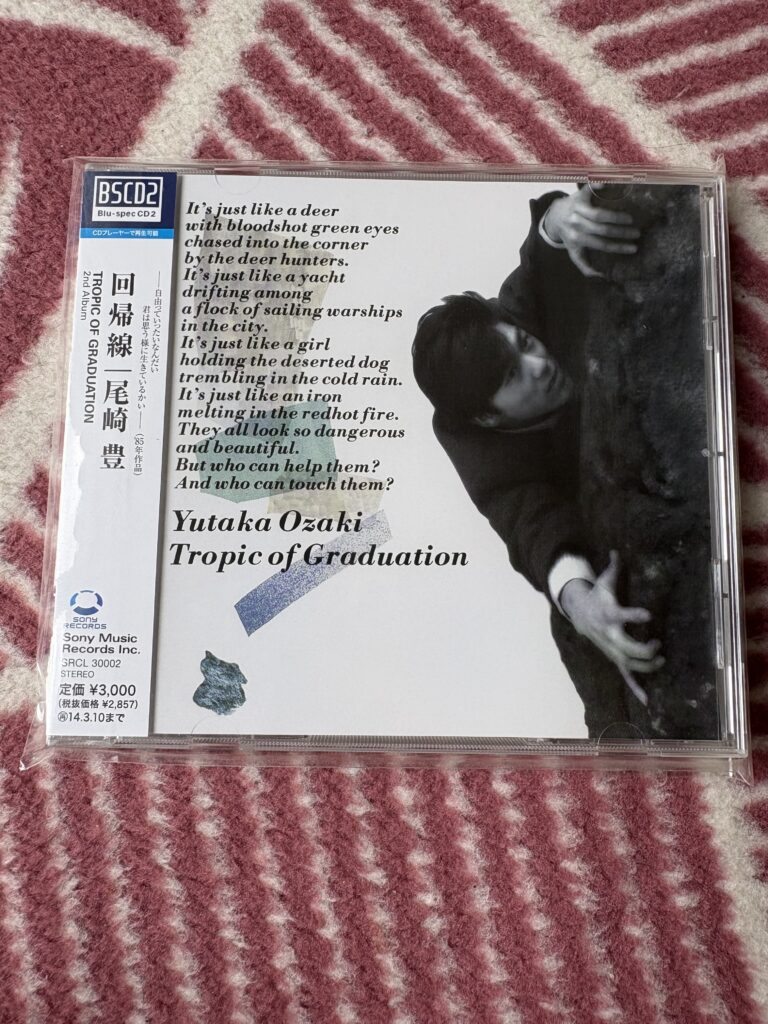 BSCD2
Blu-spec CD2
CDプレーヤーで再生可能
回帰線|尾崎 豊
TROPIC OF GRADUATION
2nd Album
——自由っていったいなんだい
君は思う様に生きているかい——('85年作品)
SONY
RECORDS
Sony Music
Records Inc.
SRCL 30002
STEREO
定価 ¥3,000
(税抜価格 ¥2,857)
再14.3.10まで
It's just like a deer
with bloodshot green eyes
chased into the corner
by the deer hunters.
It's just like a yacht
drifting among
a flock of sailing warships
in the city.
It's just like a girl
holding the deserted dog
trembling in the cold rain.
It's just like an iron
melting in the redhot fire.
They all look so dangerous
and beautiful.
But who can help them?
And who can touch them?
Yutaka Ozaki
Tropic of Graduation